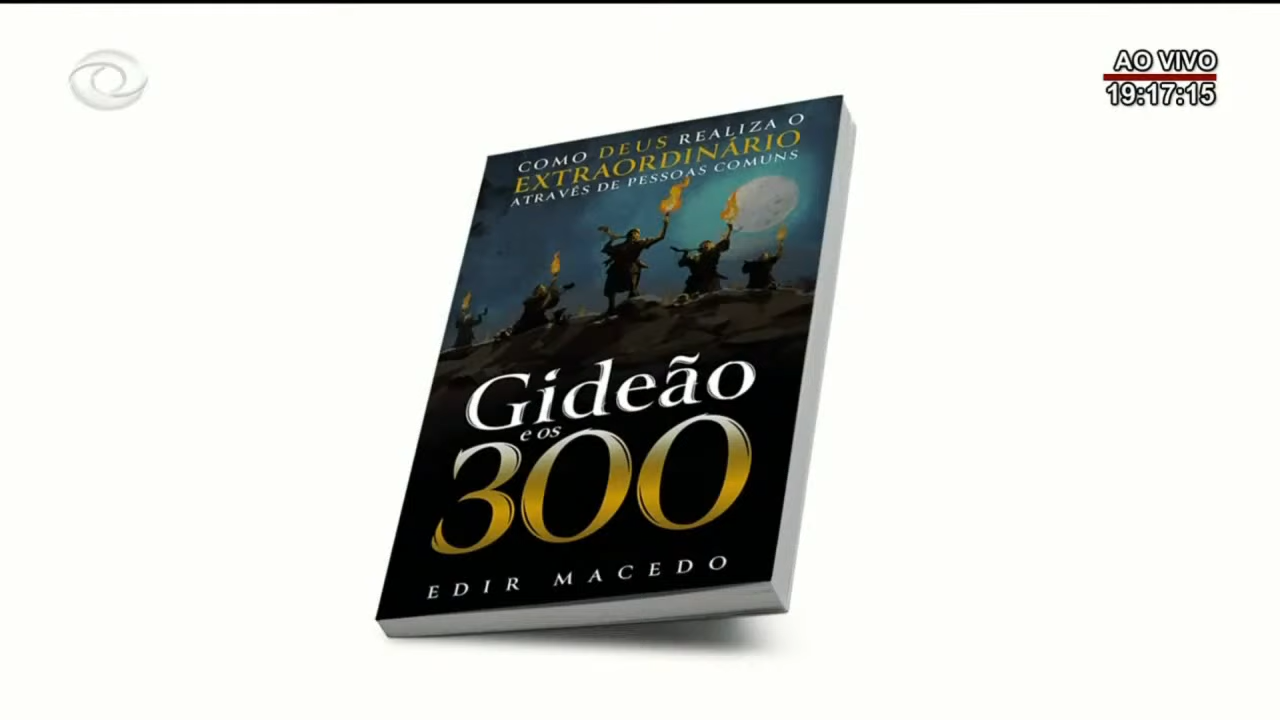 AO VIVO
19:17:15
COMO DEUS REALIZA O
EXTRAORDINÁRIO
ATRAVÉS DE PESSOAS COMUNS
Gideão
e os
300
EDIR MACEDO